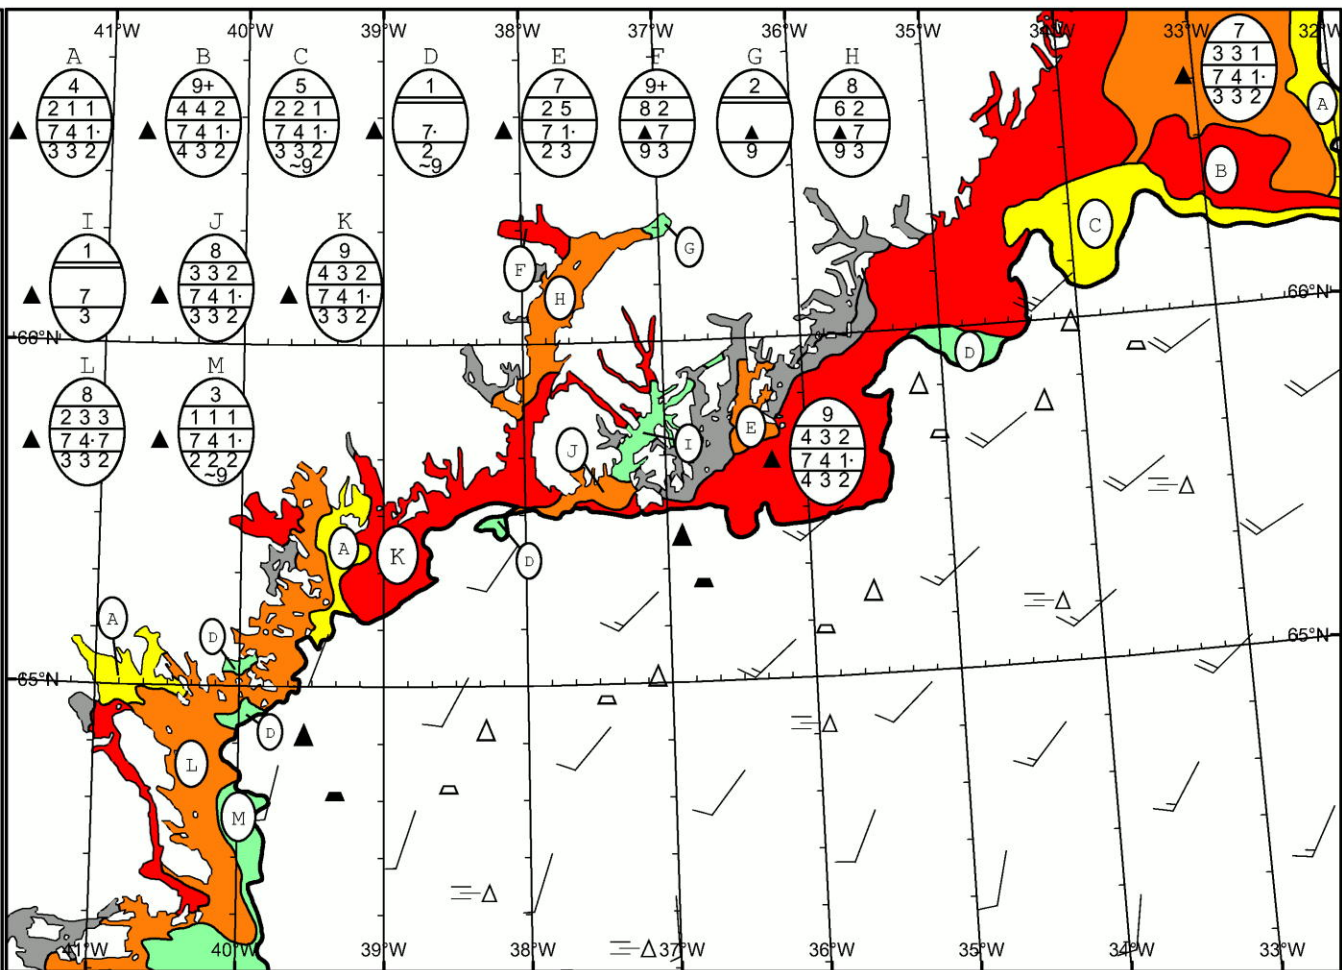 41°W 40°W 39°W 38°W 37°W 36°W 35°W 34°W 33°W 32°W
A B C D E F G H
4 9+ 5 1 7 9+ 2 8 7
2 1 1 4 4 2 2 2 1 2 5 8 2 6 2 3 3 1
7 4 1· 7 4 1· 7 4 1· 7· 7 1· ▲ 7 ▲ ▲ 7 7 4 1·
3 3 2 4 3 2 3 3 2 2 2 3 9 3 9 9 3 3 3 2
~9 ~9
A
B
C
I J K
1 8 9
3 3 2 4 3 2
7 7 4 1· 7 4 1·
3 3 3 2 3 3 2
G
F
H
66°N 66°N
D
L M
8 3
2 3 3 1 1 1
7 4·7 7 4 1·
3 3 2 2 2 2
~9
9
4 3 2
7 4 1·
4 3 2
E
I
J
A
K
D
A
D
65°N 65°N
D
L
M
41°W 40°W 39°W 38°W 37°W 36°W 35°W 34°W 33°W